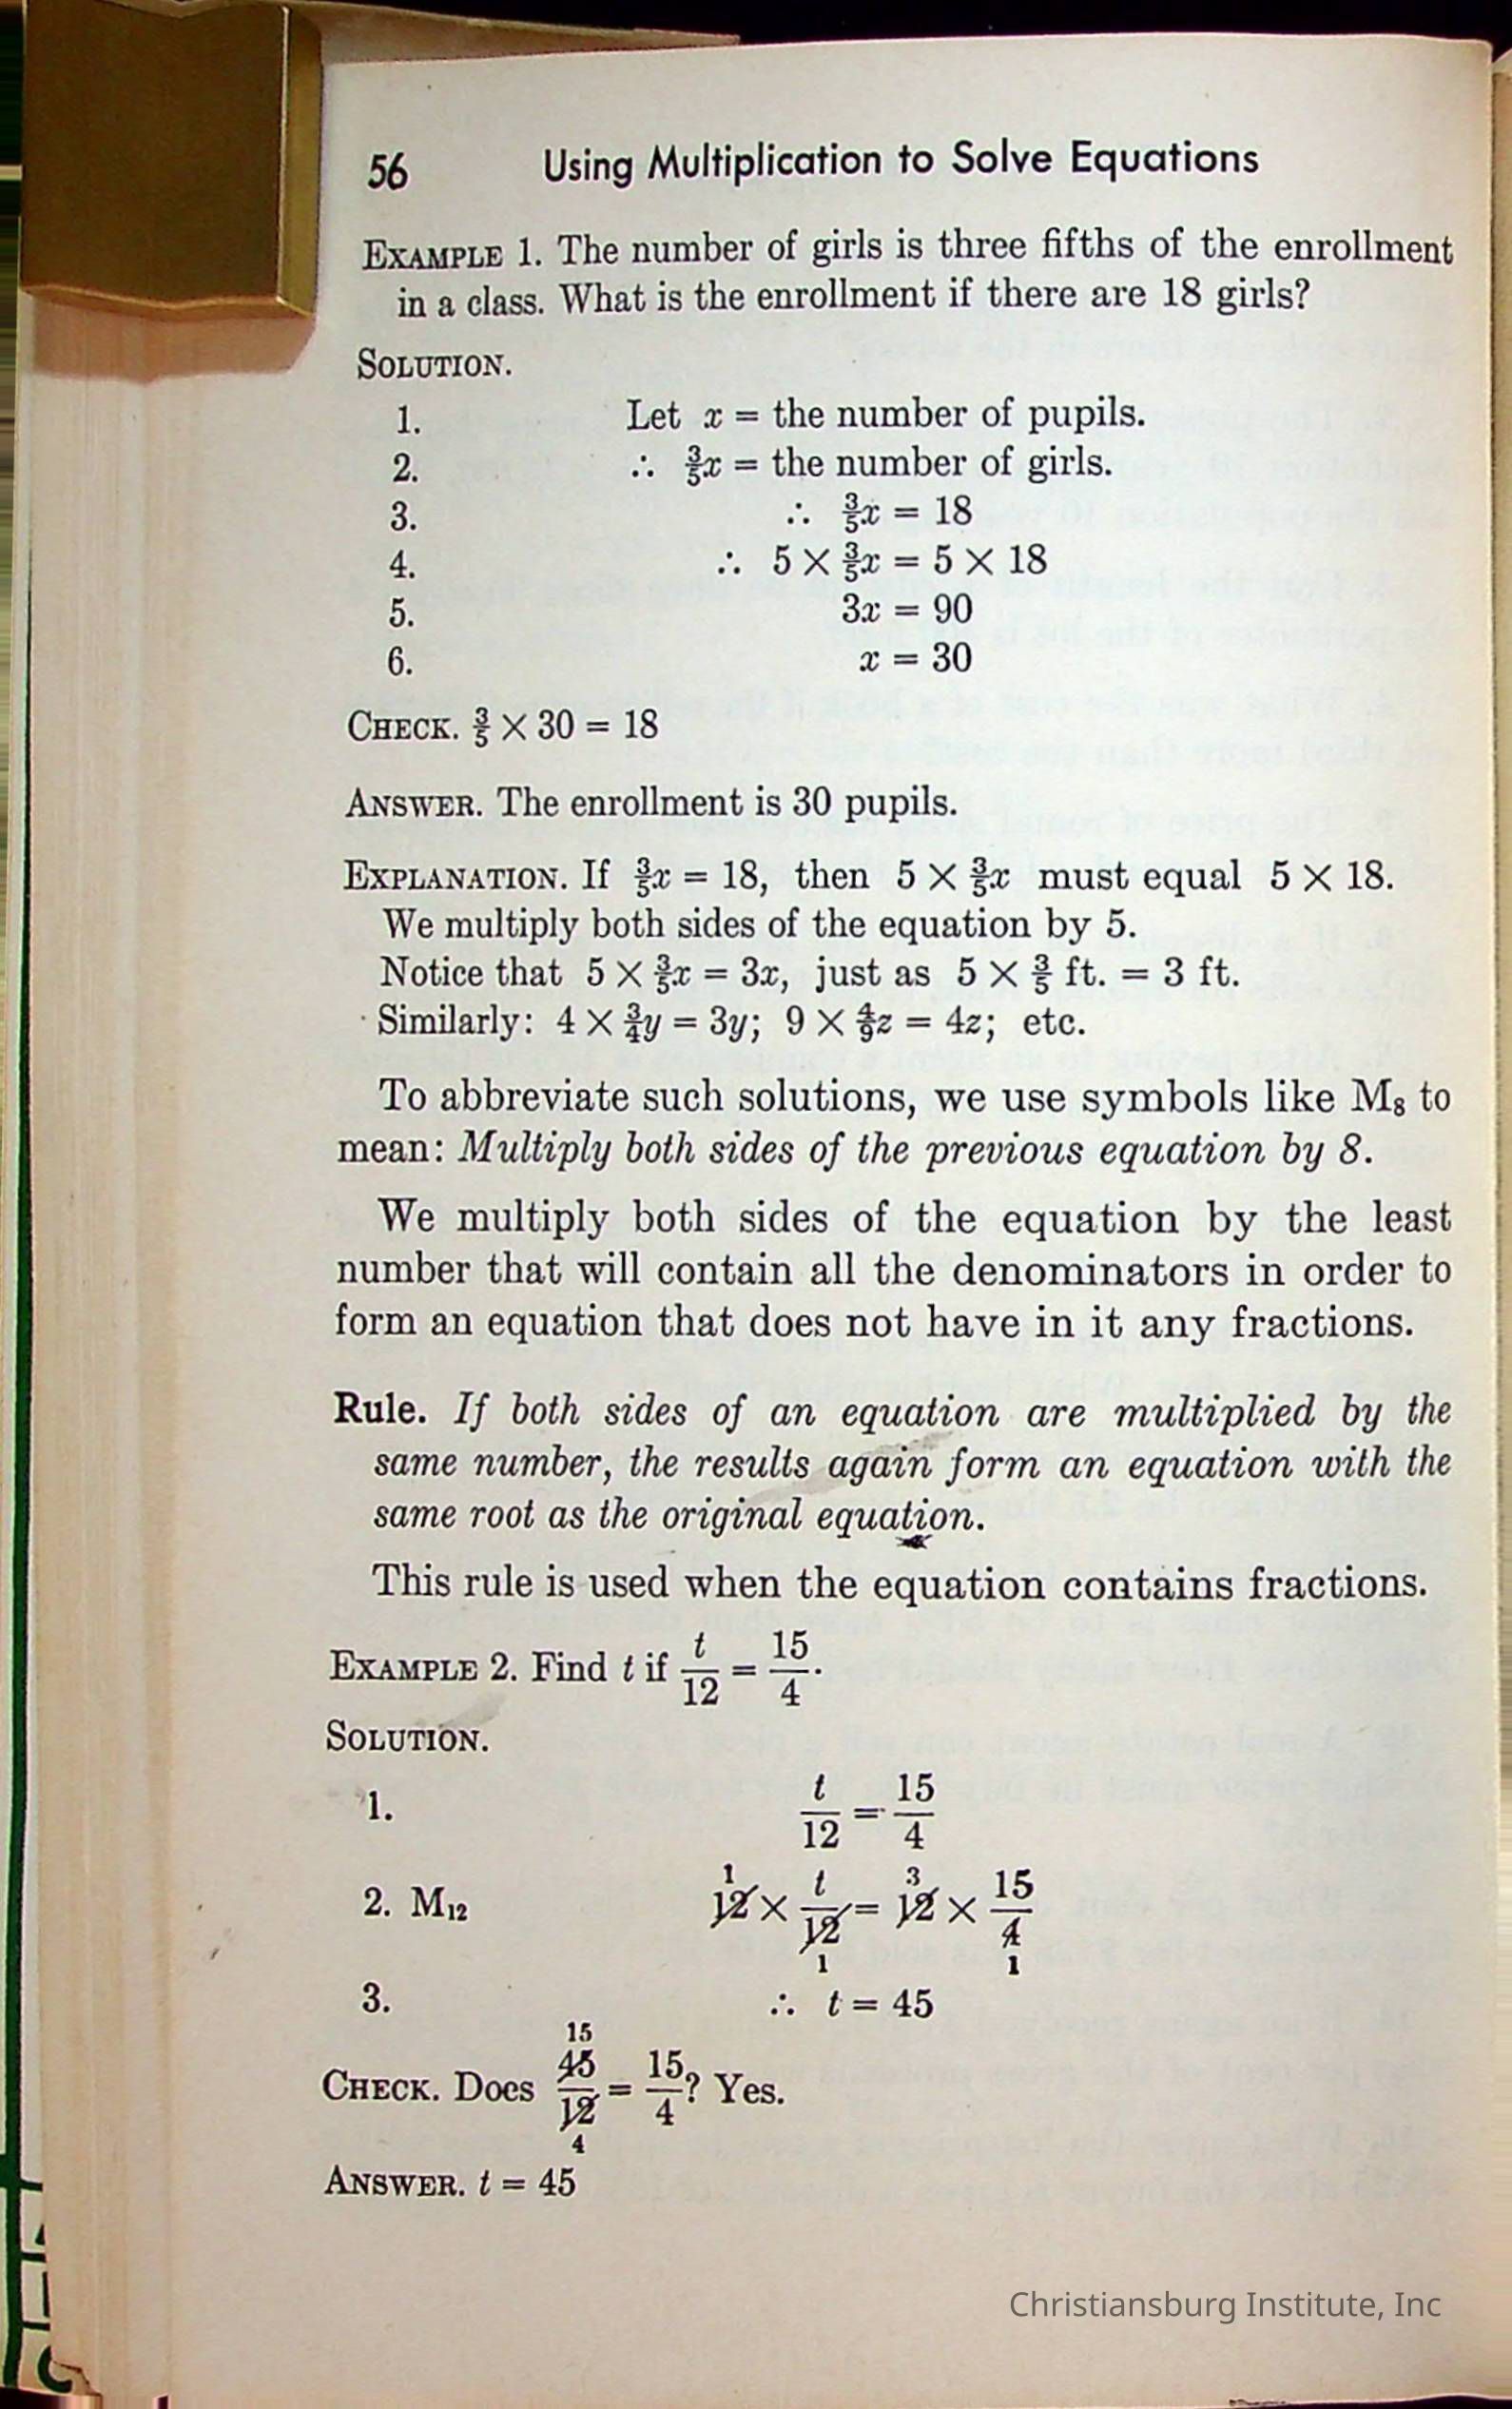 56 Using Multiplication to Solve Equations
EXAMPLE 1. The number of girls is three fifths of the enrollment
in a class. What is the enrollment if there are 18 girls?
SOLUTION.
1. Let x = the number of pupils.
2. ∴ 3/5x = the number of girls.
3. ∴ 3/5x = 18
4. ∴ 5 × 3/5x = 5 × 18
5. 3x = 90
6. x = 30
CHECK. 3/5 × 30 = 18
ANSWER. The enrollment is 30 pupils.
EXPLANATION. If 3/5x = 18, then 5 × 3/5x must equal 5 × 18.
We multiply both sides of the equation by 5.
Notice that 5 × 3/5x = 3x, just as 5 × 3/5 ft. = 3 ft.
Similarly: 4 × 3/4y = 3y; 9 × 4/9z = 4z; etc.
To abbreviate such solutions, we use symbols like M₈ to
mean: Multiply both sides of the previous equation by 8.
We multiply both sides of the equation by the least
number that will contain all the denominators in order to
form an equation that does not have in it any fractions.
Rule. If both sides of an equation are multiplied by the
same number, the results again form an equation with the
same root as the original equation.
This rule is used when the equation contains fractions.
EXAMPLE 2. Find t if t/12 = 15/4.
SOLUTION.
1. t/12 = 15/4
1 3
2. M₁₂ 12 × t/12 = 12 × 15/4
1 1
3. ∴ t = 45
15
CHECK. Does 45/12 = 15/4? Yes.
4
ANSWER. t = 45
Christiansburg Institute, Inc